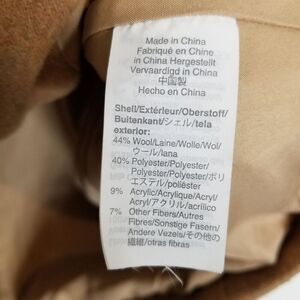 Made in China
Fabriqué en Chine
in China Hergestellt
Vervaardigd in China
中国製
Hecho en China
Shell/Extérieur/Oberstoff/
Buitenkant/シェル/tela
exterior:
44% Wool/Laine/Wolle/Wol/
ウール/lana
40% Polyester/Polyester/
Polyester/Polyester/ポリ
エステル/poliéster
9% Acrylic/Acrylique/Acryl/
Acryl/アクリル/acrílico
7% Other Fibers/Autres
Fibres/Sonstige Fasern/
Andere Vezels/その他の
繊維/otras fibras